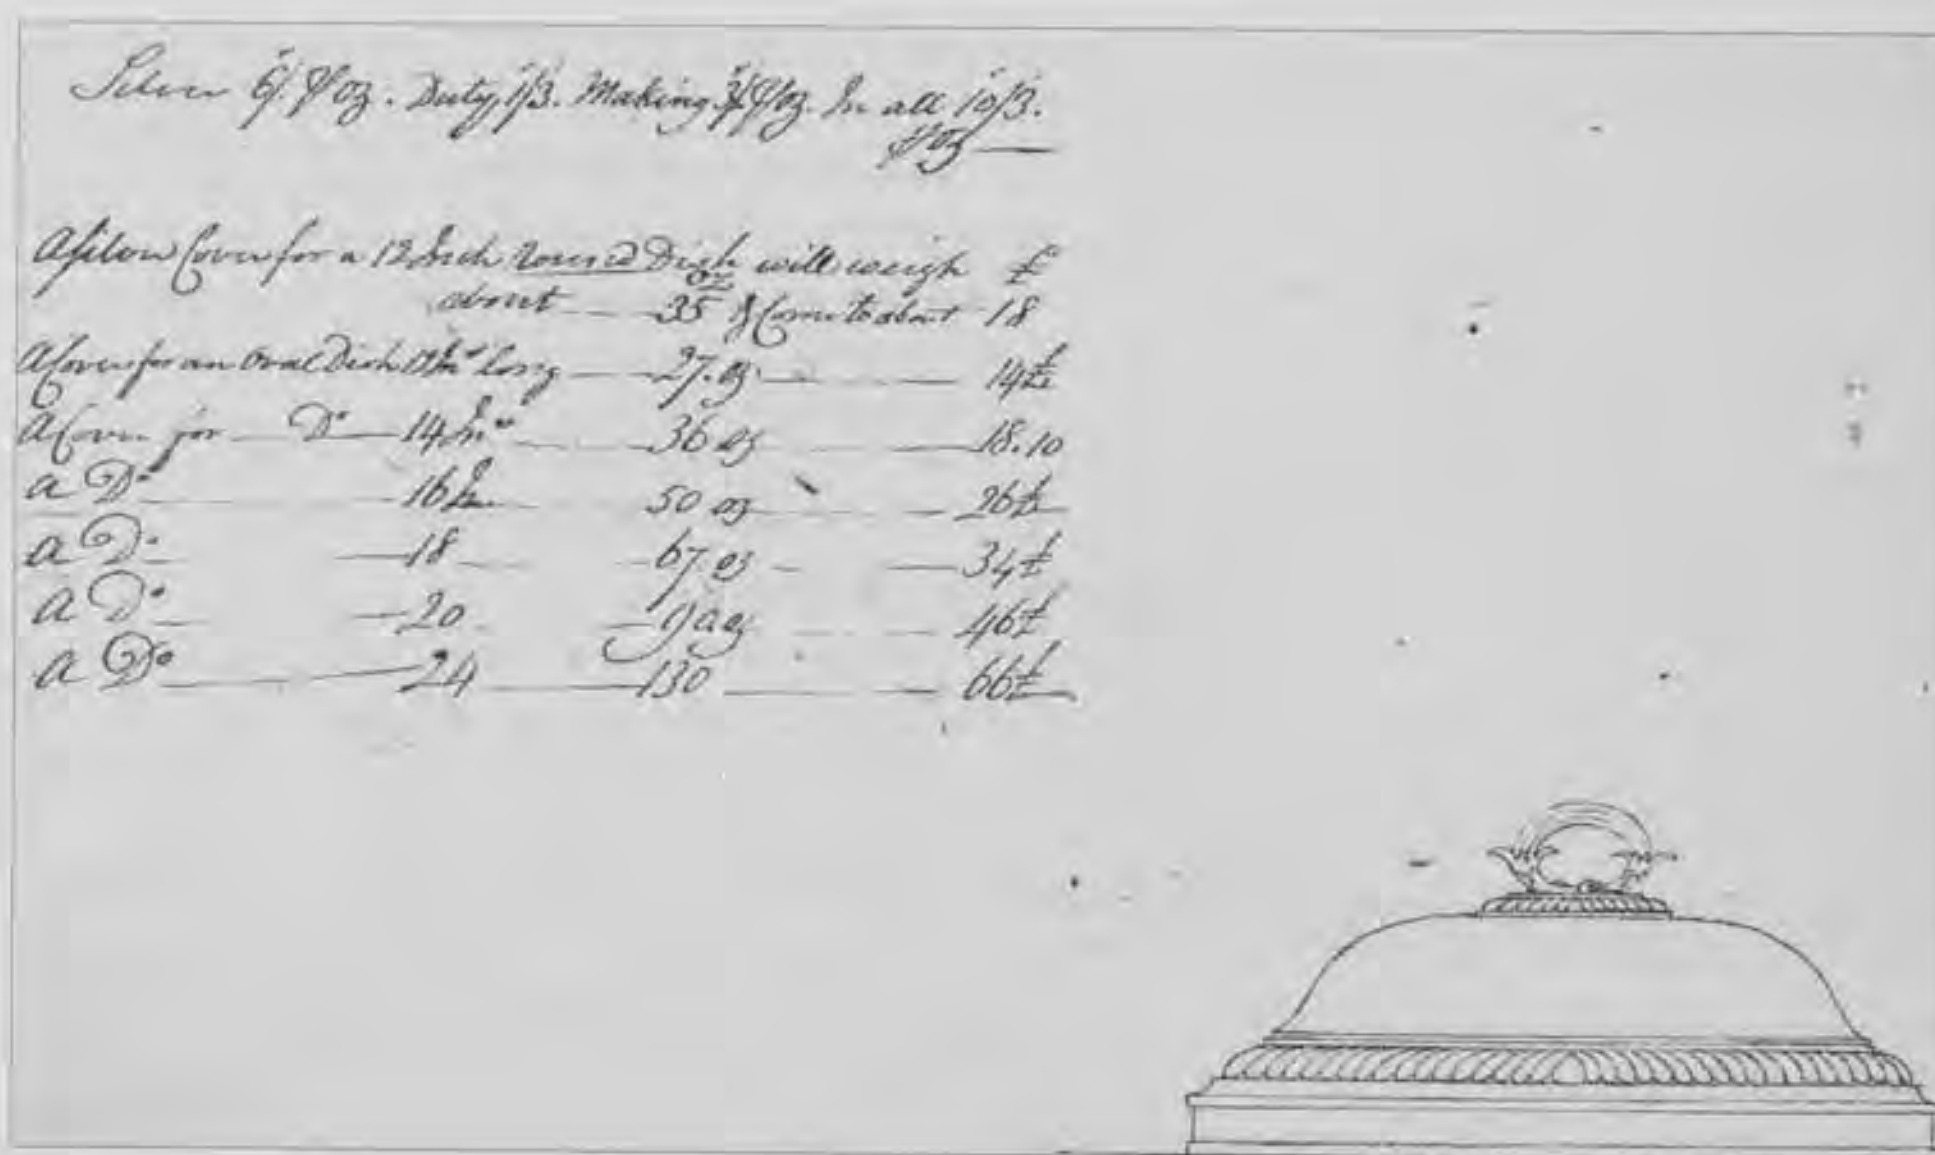 Silver 6/. ℔ oz. Duty, 1/3. Making 3/ ℔ oz. In all 10/3.
℔ oz —
A Silver Cover for a 12 Inch Round Dish will weigh £
about — 35 oz & Come to about 18
A Cover for an Oval Dish 12 Ins long — 27. oz — 14£
A Cover for — Do — 14 Ins — 36 oz — 18.10
a Do — 16 In — 50 oz — 26£
a Do — 18 — 67. oz — 34£
a Do — 20 — 90 oz — 46£
a Do — 24 — 130 — 66£